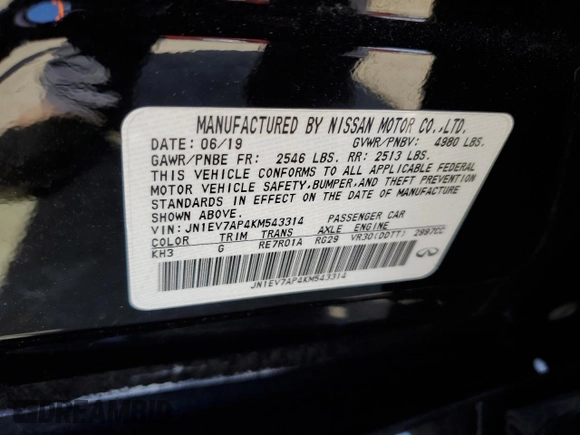 MANUFACTURED BY NISSAN MOTOR CO.,LTD.
DATE: 06/19 GVWR/PNBV: 4980 LBS.
GAWR/PNBE FR: 2546 LBS. RR: 2513 LBS.
THIS VEHICLE CONFORMS TO ALL APPLICABLE FEDERAL
MOTOR VEHICLE SAFETY,BUMPER,AND THEFT PREVENTION
STANDARDS IN EFFECT ON THE DATE OF MANUFACTURE
SHOWN ABOVE.
VIN: JN1EV7AP4KM543314 PASSENGER CAR
COLOR TRIM TRANS AXLE ENGINE
KH3 G RE7R01A RG29 VR30(DDTT) 2997CC
JN1EV7AP4KM543314
DREAMBID